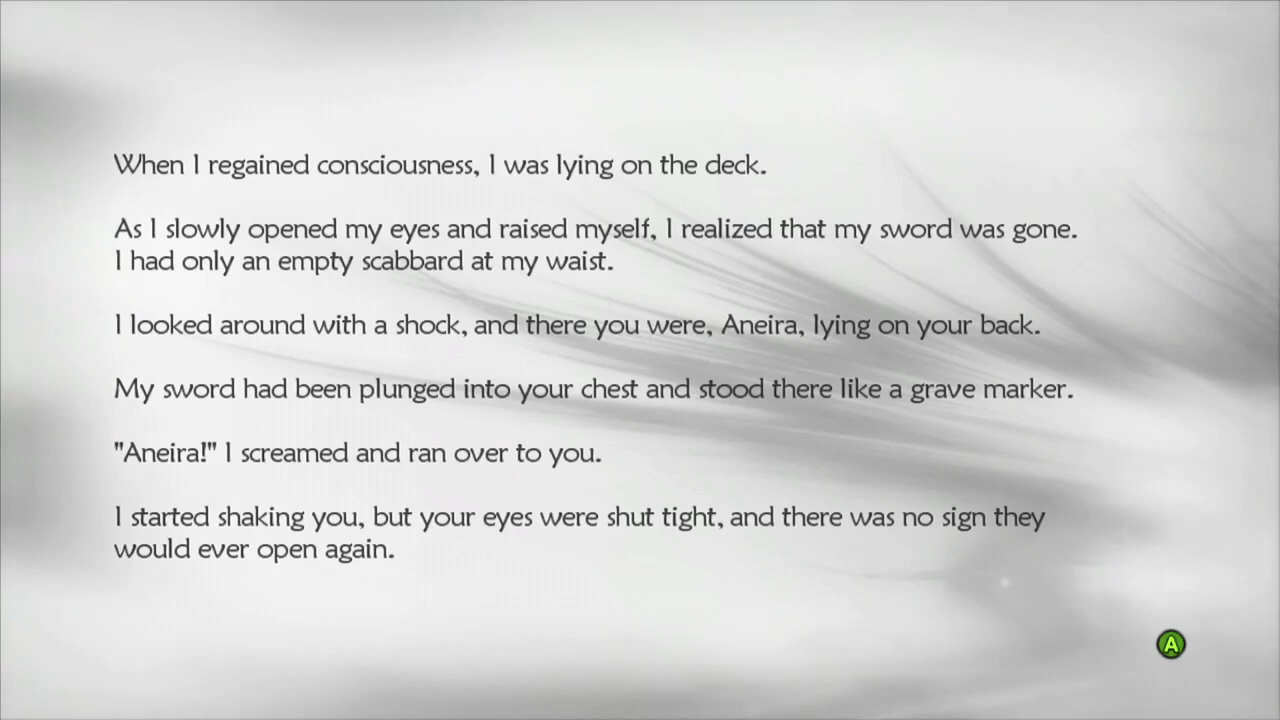 When I regained consciousness, I was lying on the deck.
As I slowly opened my eyes and raised myself, I realized that my sword was gone.
I had only an empty scabbard at my waist.
I looked around with a shock, and there you were, Aneira, lying on your back.
My sword had been plunged into your chest and stood there like a grave marker.
"Aneira!" I screamed and ran over to you.
I started shaking you, but your eyes were shut tight, and there was no sign they
would ever open again.
A